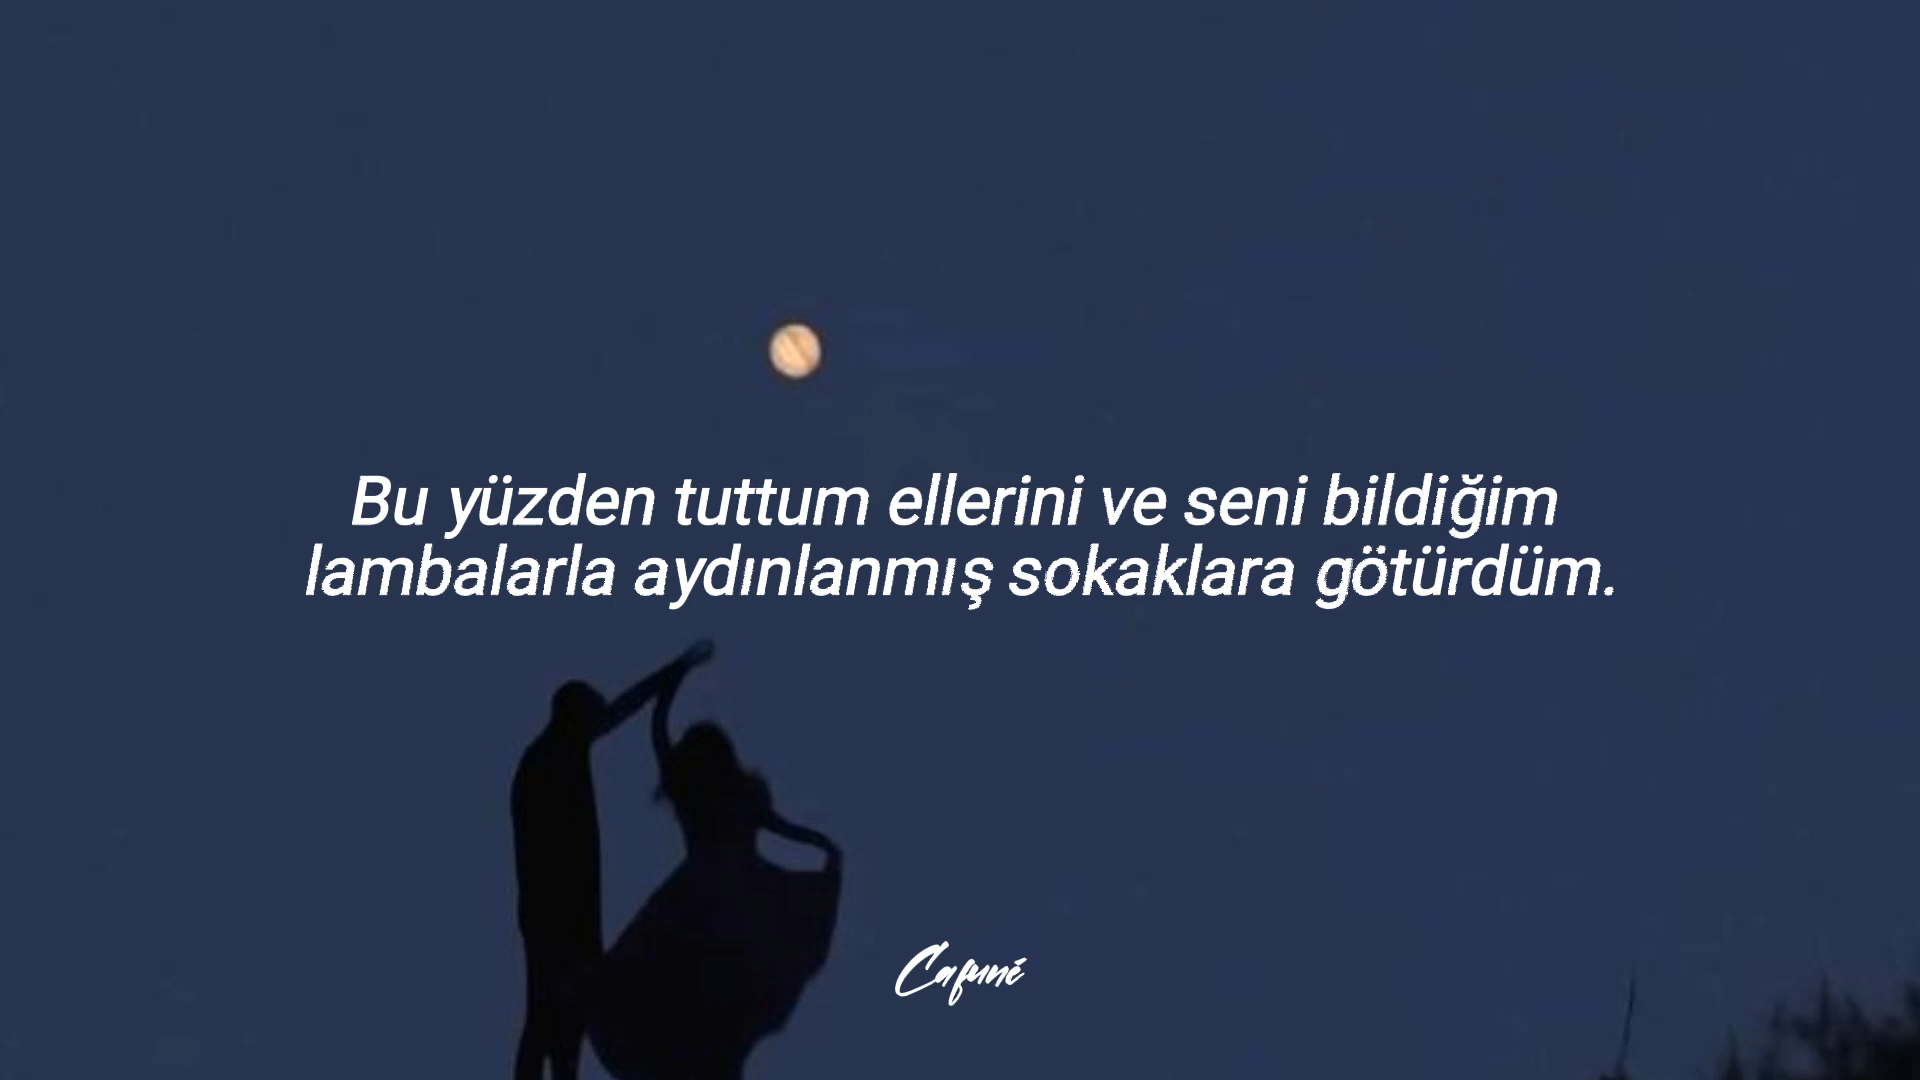 Bu yüzden tuttum ellerini ve seni bildiğim
lambalarla aydınlanmış sokaklara götürdüm.
Cafuné